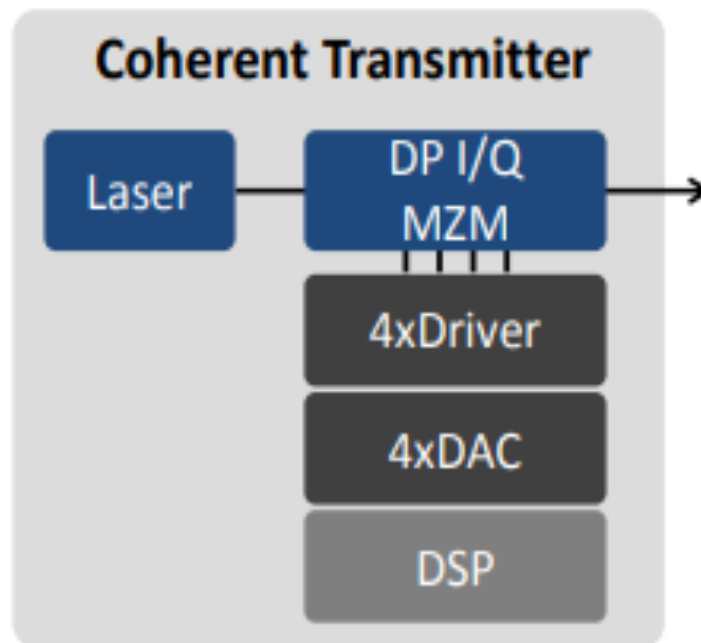 Coherent Transmitter
Laser
DP I/Q
MZM
4xDriver
4xDAC
DSP